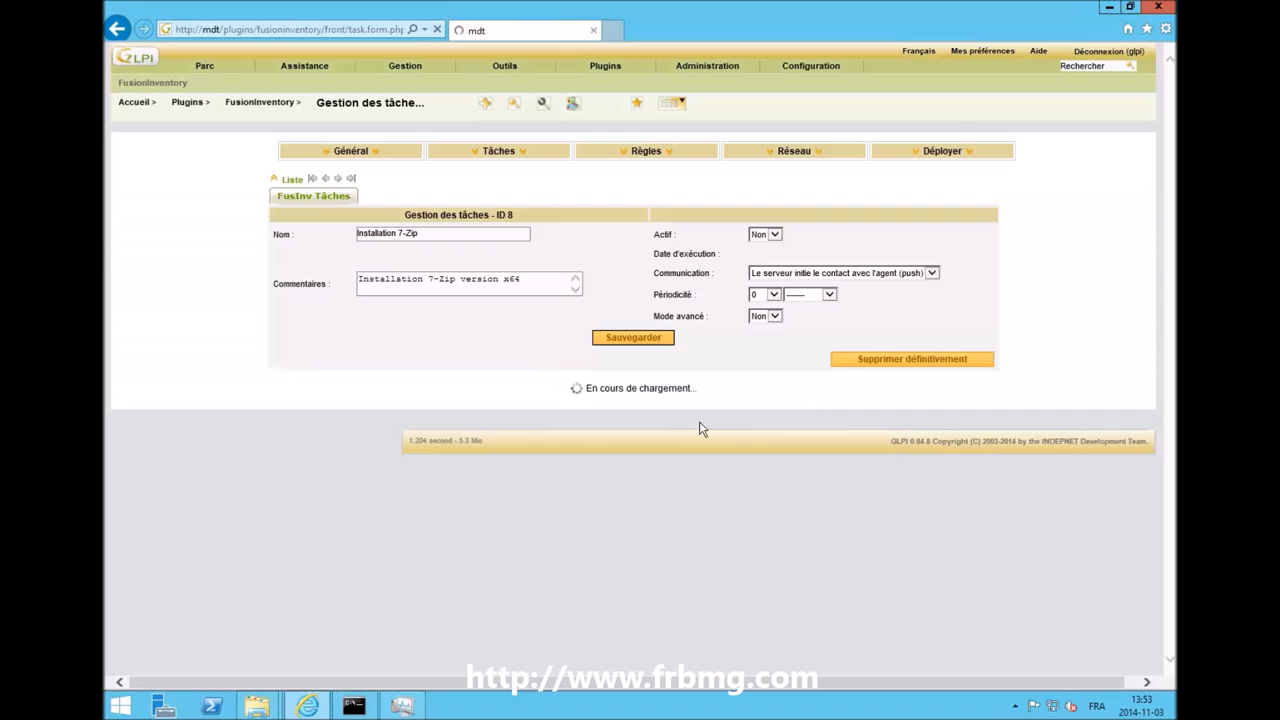 http://mdt/plugins/fusioninventory/front/task.form.php
mdt
GLPI
Français
Mes préférences
Aide
Déconnexion (glpi)
Parc
Assistance
Gestion
Outils
Plugins
Administration
Configuration
Rechercher
FusionInventory
Accueil >
Plugins >
FusionInventory >
Gestion des tâche...
Général
Tâches
Règles
Réseau
Déployer
Liste
FusInv Tâches
Gestion des tâches - ID 8
Nom :
Installation 7-Zip
Actif :
Non
Date d'exécution :
Commentaires :
Installation 7-Zip version x64
Communication :
Le serveur initie le contact avec l'agent (push)
Périodicité :
0
------
Mode avancé :
Non
Sauvegarder
Supprimer définitivement
En cours de chargement...
1.204 second - 5.3 Mio
GLPI 0.84.8 Copyright (C) 2003-2014 by the INDEPNET Development Team.
http://www.frbmg.com
FRA
13:53
2014-11-03